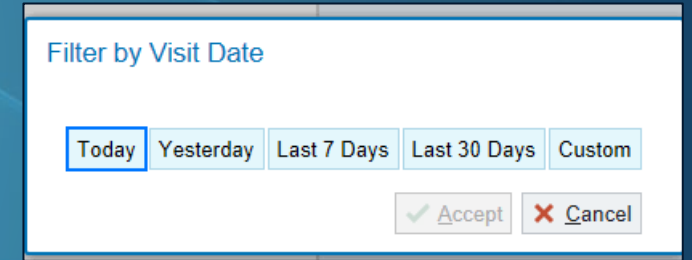 Filter by Visit Date
Today Yesterday Last 7 Days Last 30 Days Custom
Accept Cancel